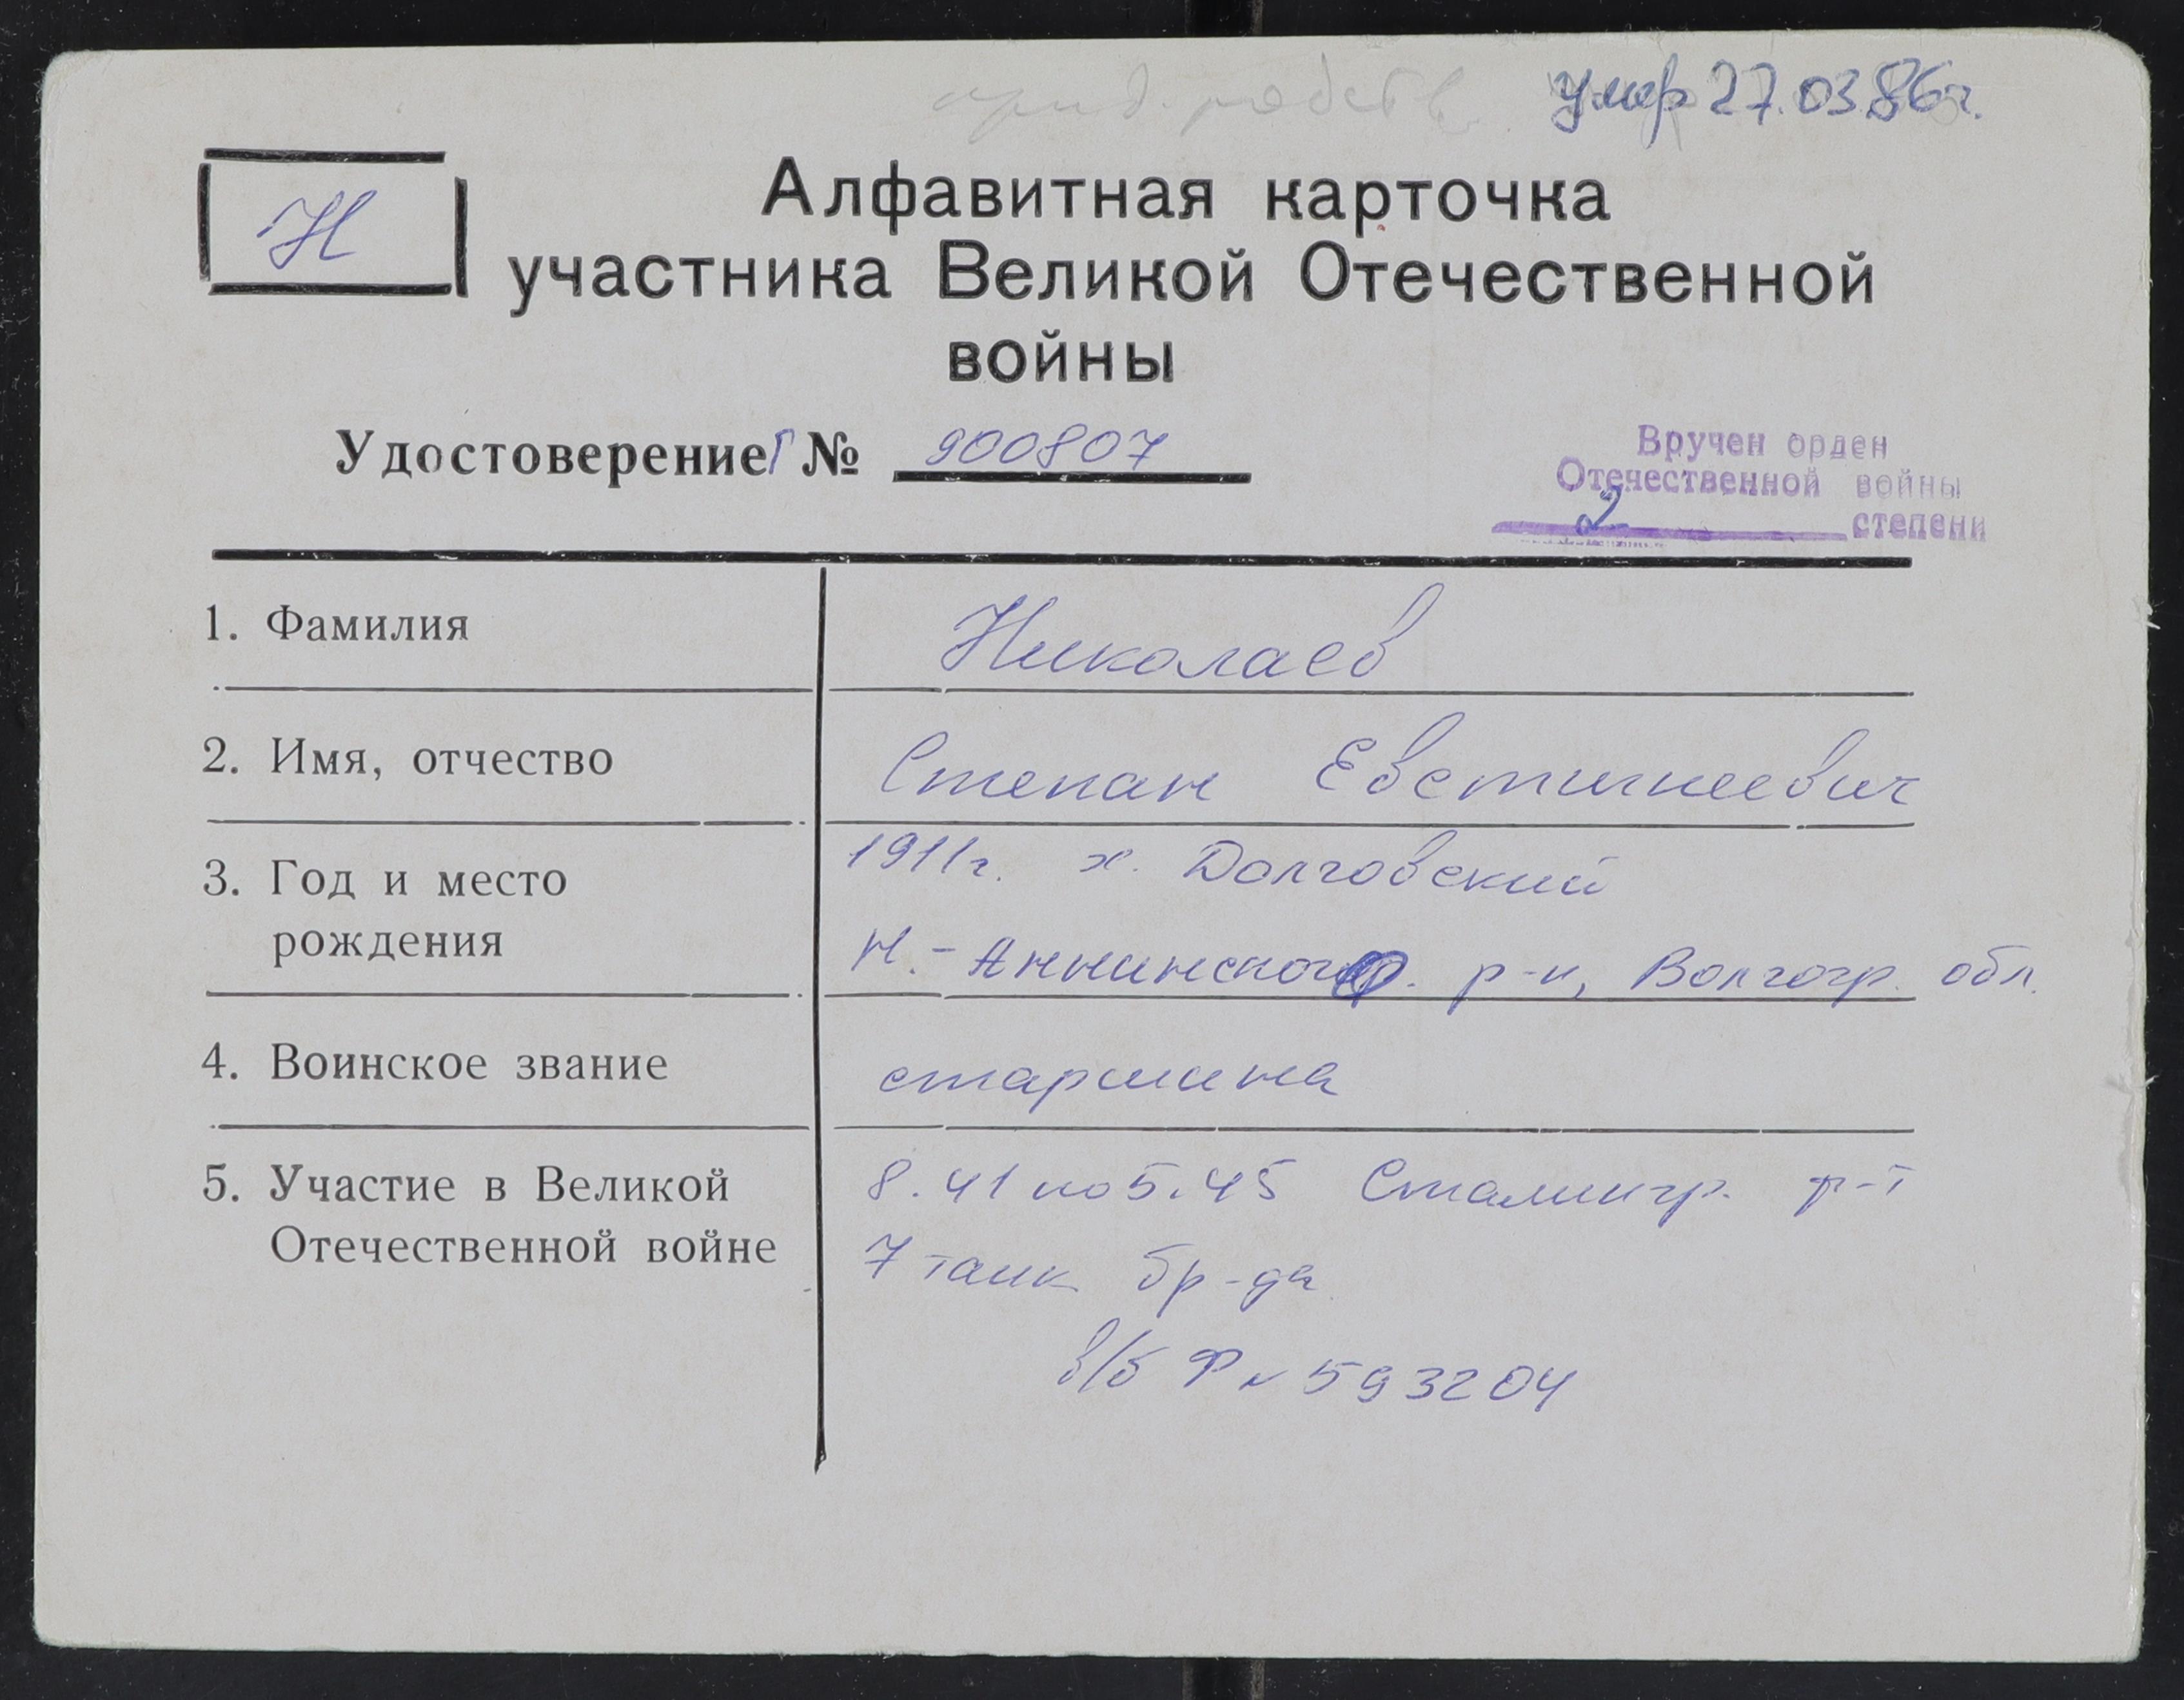 умер 27.03.86г.
Н
Алфавитная карточка
участника Великой Отечественной
войны
Удостоверение Г № 900807
Вручен орден
Отечественной войны
2 степени
1. Фамилия Николаев
2. Имя, отчество Степан Евстигнеевич
3. Год и место 1911г. х. Долговский
рождения Н.-Аннинског р-н, Волгогр. обл.
4. Воинское звание старшина
5. Участие в Великой 8.41 по 5.45 Сталингр. ф-т
Отечественной войне 7 танк бр-да
в/б ФN 593204